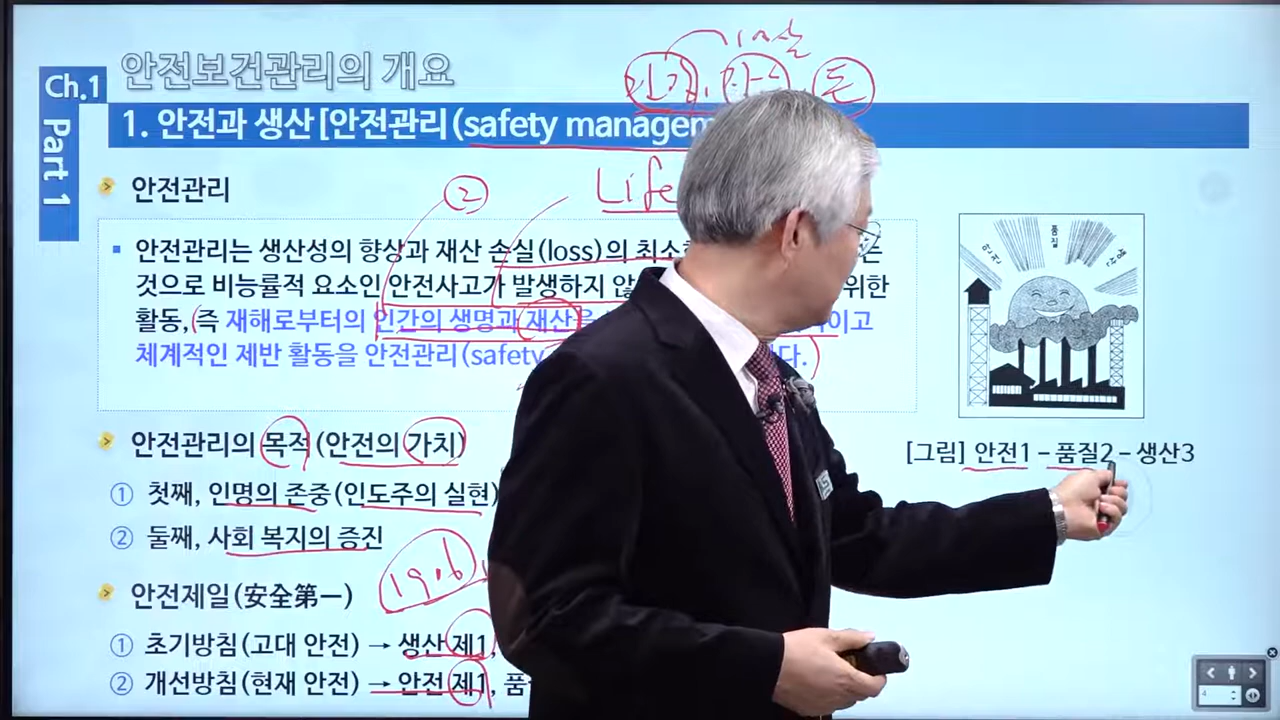 안전보건관리의 개요
Ch.1
Part 1
1. 안전과 생산 [안전관리(safety managem
안전관리
② Life
안전관리는 생산성의 향상과 재산 손실(loss)의 최소
것으로 비능률적 요소인 안전사고가 발생하지 않 위한
활동, 즉 재해로부터의 인간의 생명과 재산을 이고
체계적인 제반 활동을 안전관리(safety 다.
품질
[그림] 안전1 – 품질2 – 생산3
안전관리의 목적(안전의 가치)
① 첫째, 인명의 존중(인도주의 실현)
② 둘째, 사회 복지의 증진
1906
안전제일(安全第一)
① 초기방침(고대 안전) → 생산 제1,
② 개선방침(현재 안전) → 안전 제1, 품
4